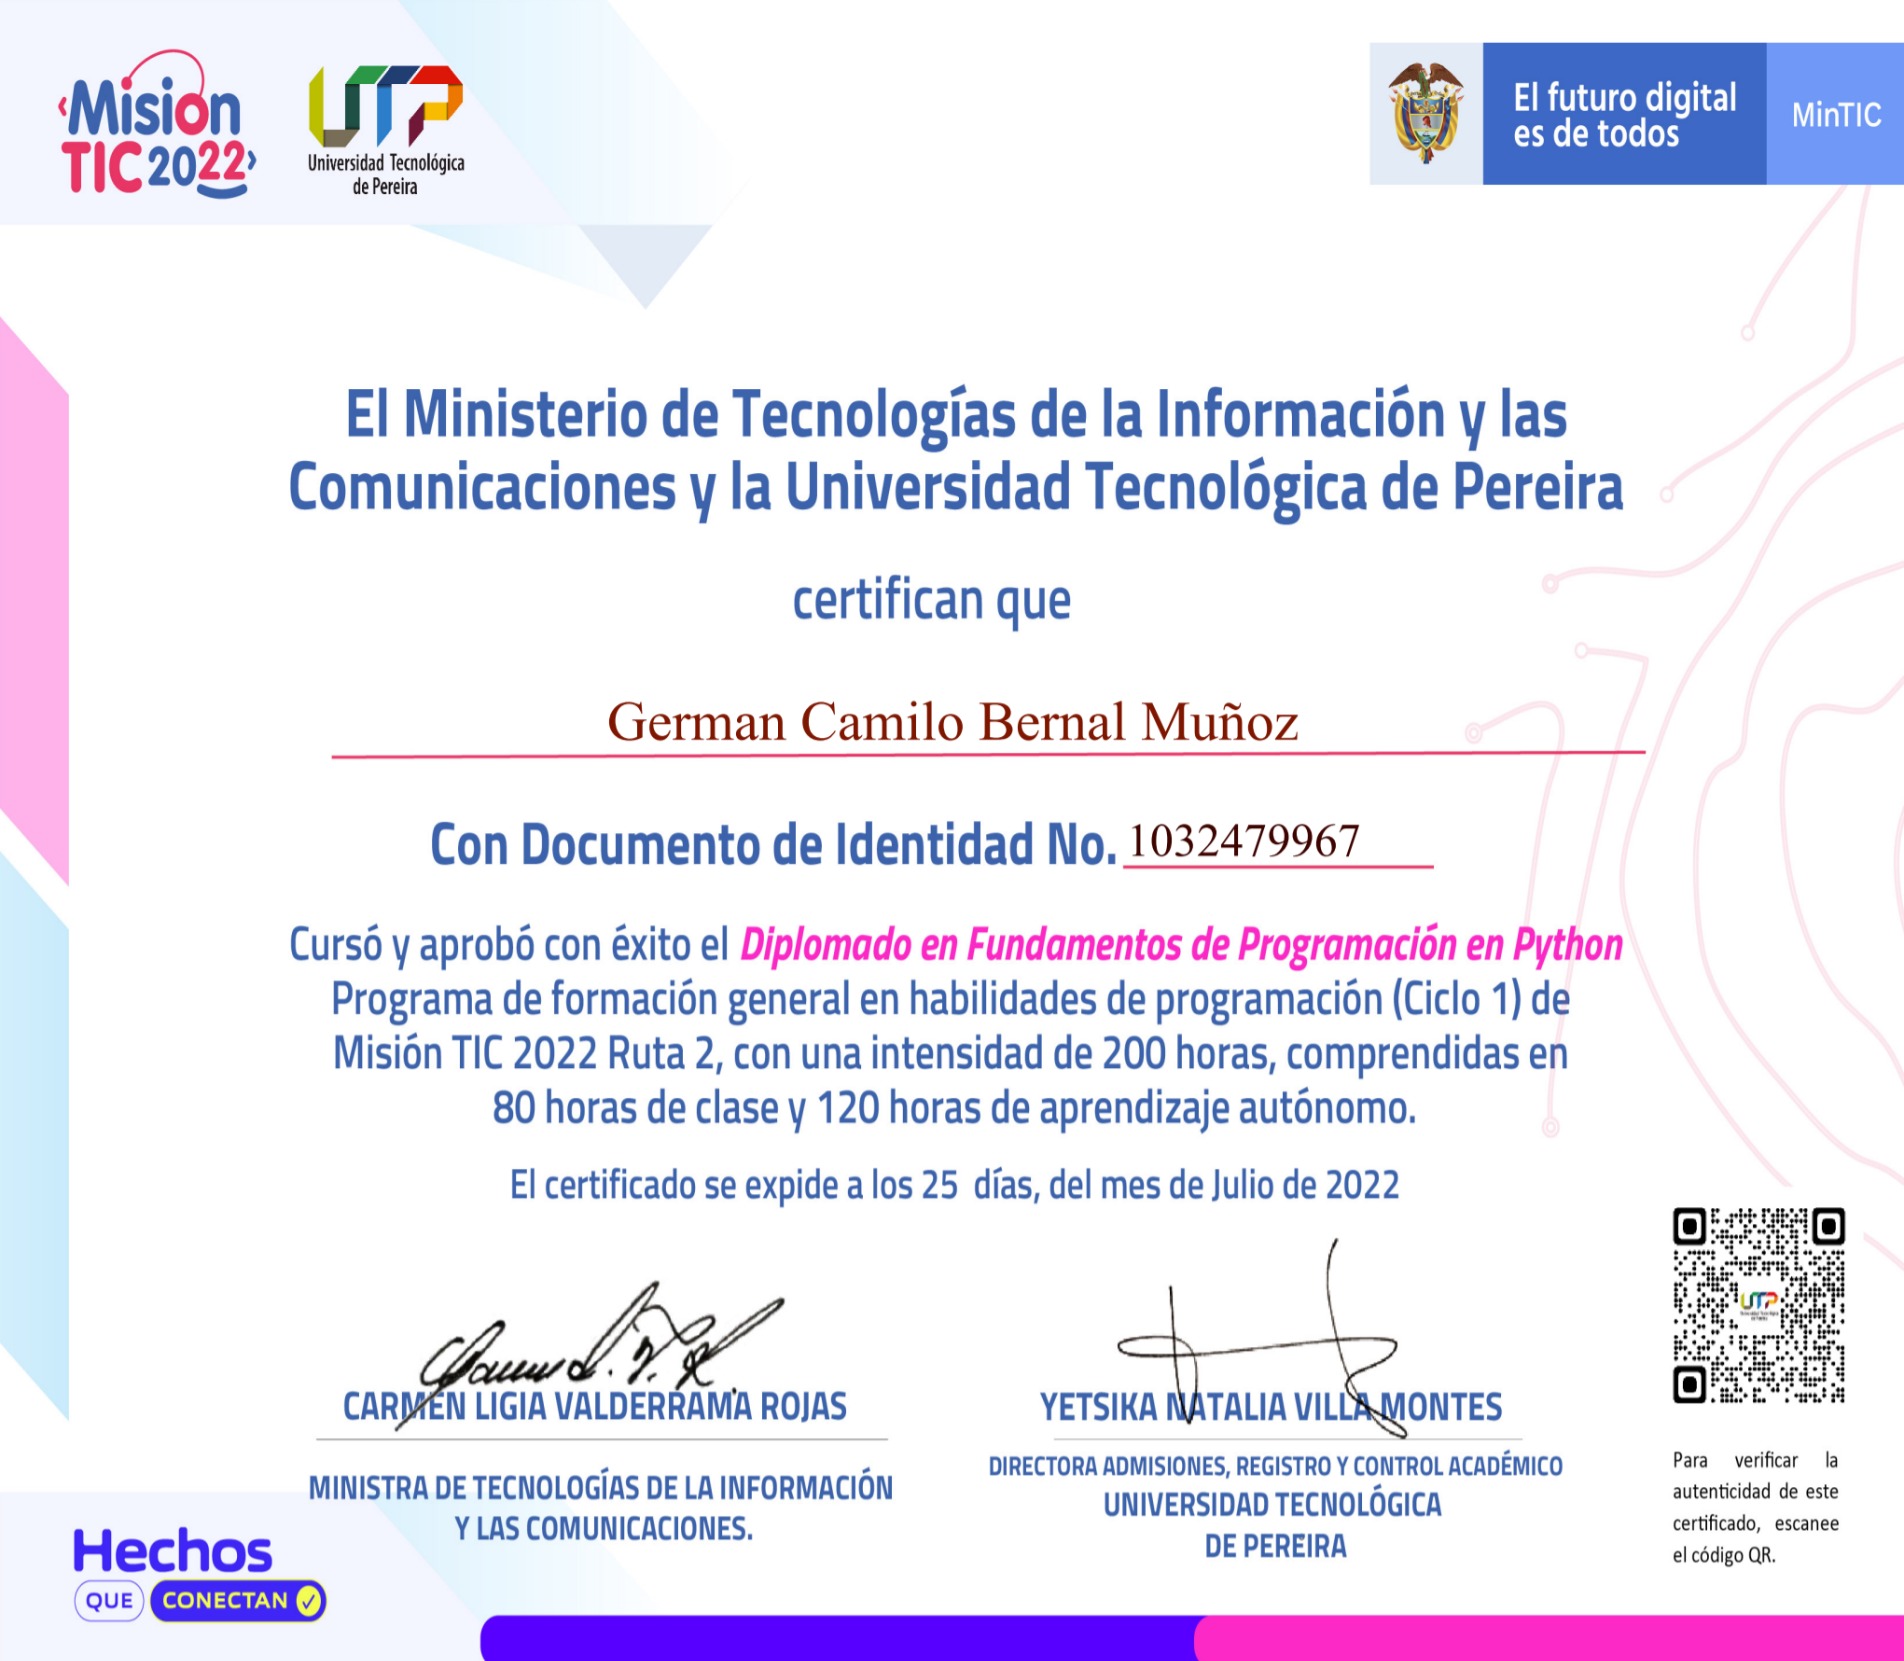 ‹Mision
TIC 2022›
UTP
Universidad Tecnológica
de Pereira
El futuro digital
es de todos
MinTIC
El Ministerio de Tecnologías de la Información y las
Comunicaciones y la Universidad Tecnológica de Pereira
certifican que
German Camilo Bernal Muñoz
Con Documento de Identidad No. 1032479967
Cursó y aprobó con éxito el Diplomado en Fundamentos de Programación en Python
Programa de formación general en habilidades de programación (Ciclo 1) de
Misión TIC 2022 Ruta 2, con una intensidad de 200 horas, comprendidas en
80 horas de clase y 120 horas de aprendizaje autónomo.
El certificado se expide a los 25 días, del mes de Julio de 2022
CARMEN LIGIA VALDERRAMA ROJAS
MINISTRA DE TECNOLOGÍAS DE LA INFORMACIÓN
Y LAS COMUNICACIONES.
YETSIKA NATALIA VILLA MONTES
DIRECTORA ADMISIONES, REGISTRO Y CONTROL ACADÉMICO
UNIVERSIDAD TECNOLÓGICA
DE PEREIRA
UTP
Para verificar la
autenticidad de este
certificado, escanee
el código QR.
Hechos
QUE CONECTAN